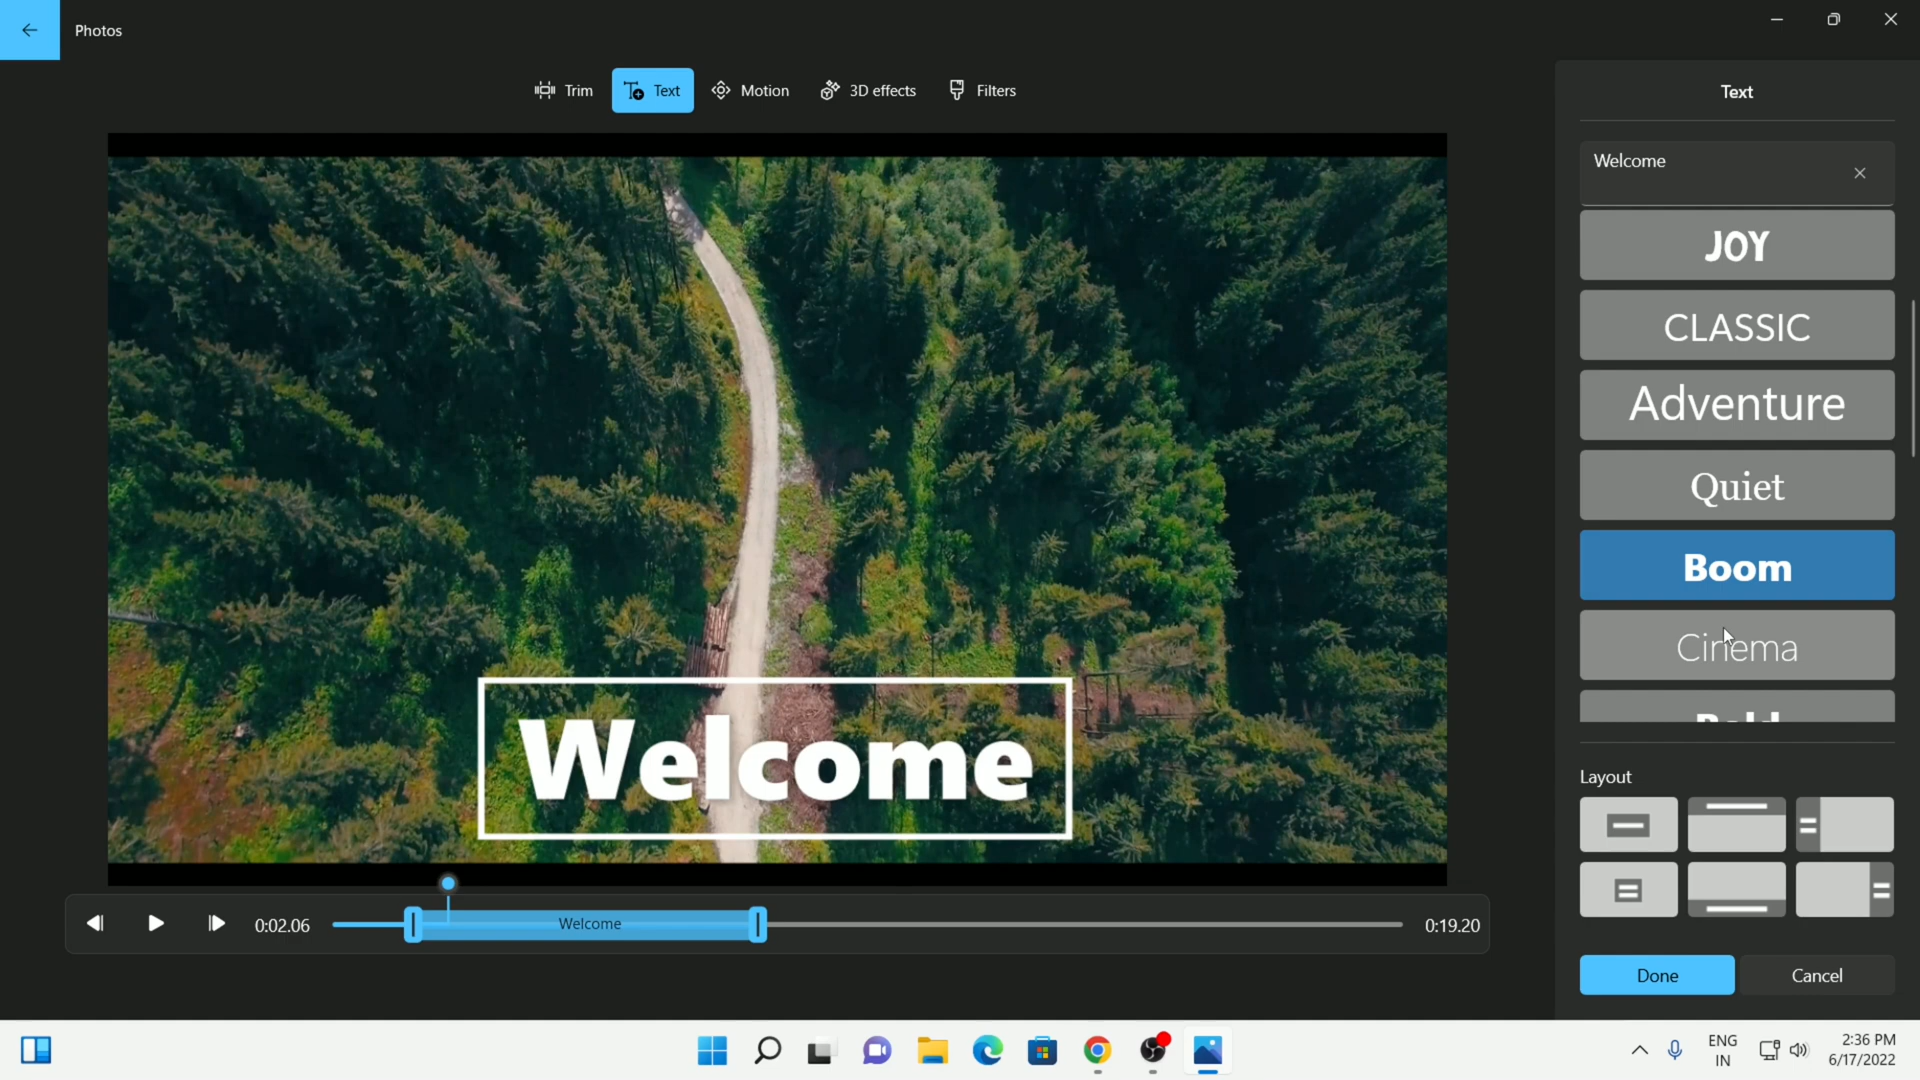 Photos
Trim
Text
Motion
3D effects
Filters
Text
Welcome
JOY
CLASSIC
Adventure
Quiet
Boom
Cinema
Welcome
Layout
0:02.06
Welcome
0:19.20
Done
Cancel
ENG
IN
2:36 PM
6/17/2022